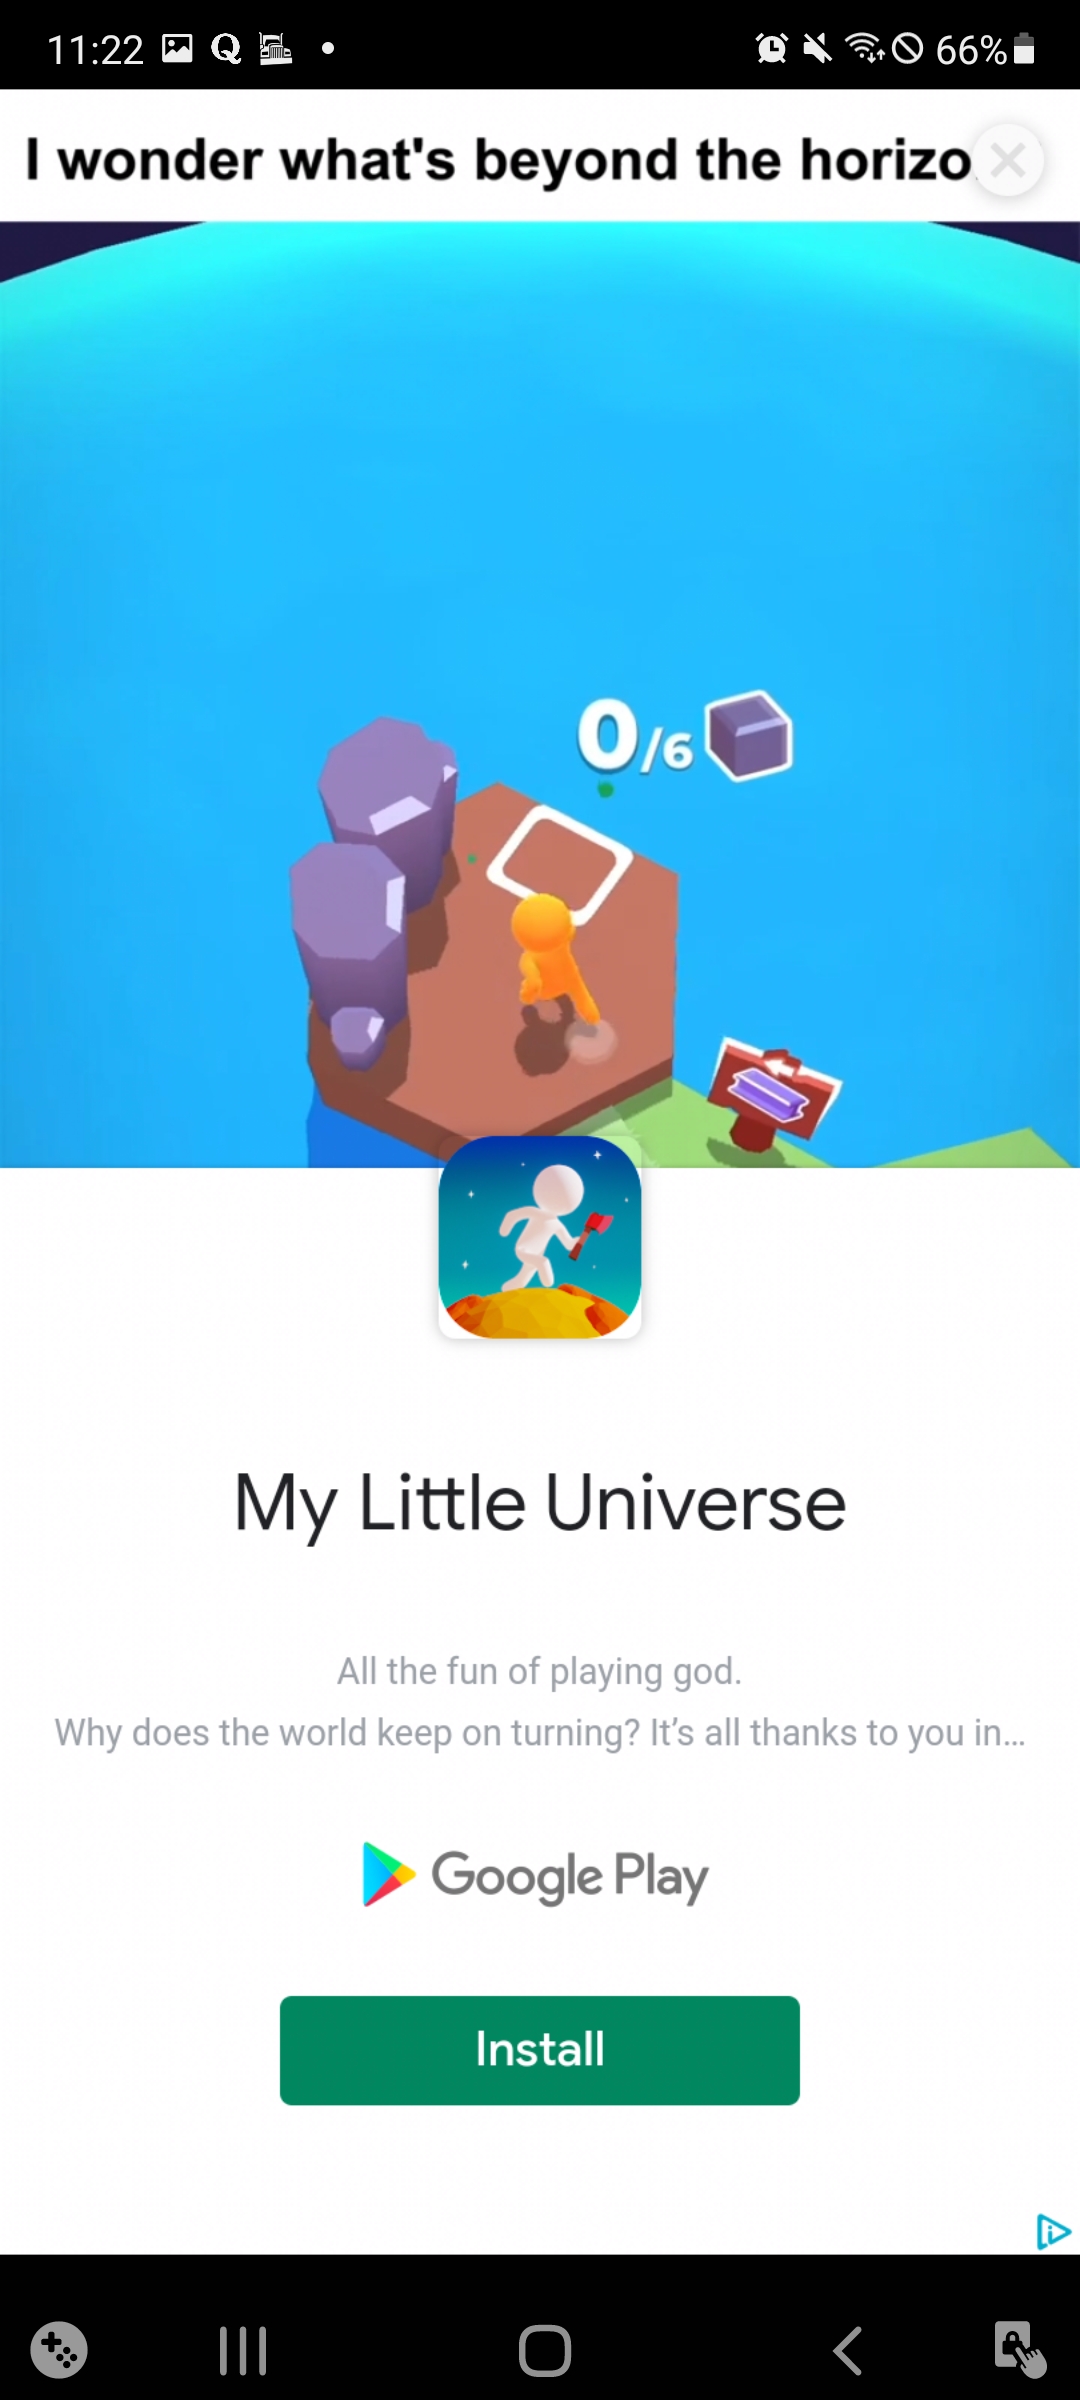 11:22
66%
I wonder what's beyond the horizo
0/6
My Little Universe
All the fun of playing god.
Why does the world keep on turning? It’s all thanks to you in…
Google Play
Install